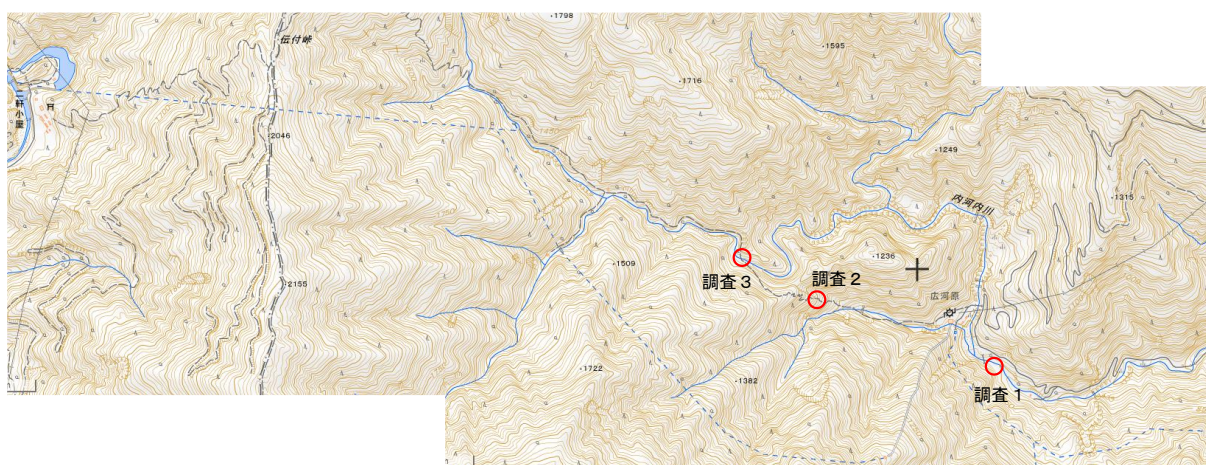 ・1798
伝付峠
・1595
・1716
二軒小屋
・2046
・1249
内河内川
・1315
・1236
・1509
調査3
調査2
広河原
・2155
・1722
・1382
調査1